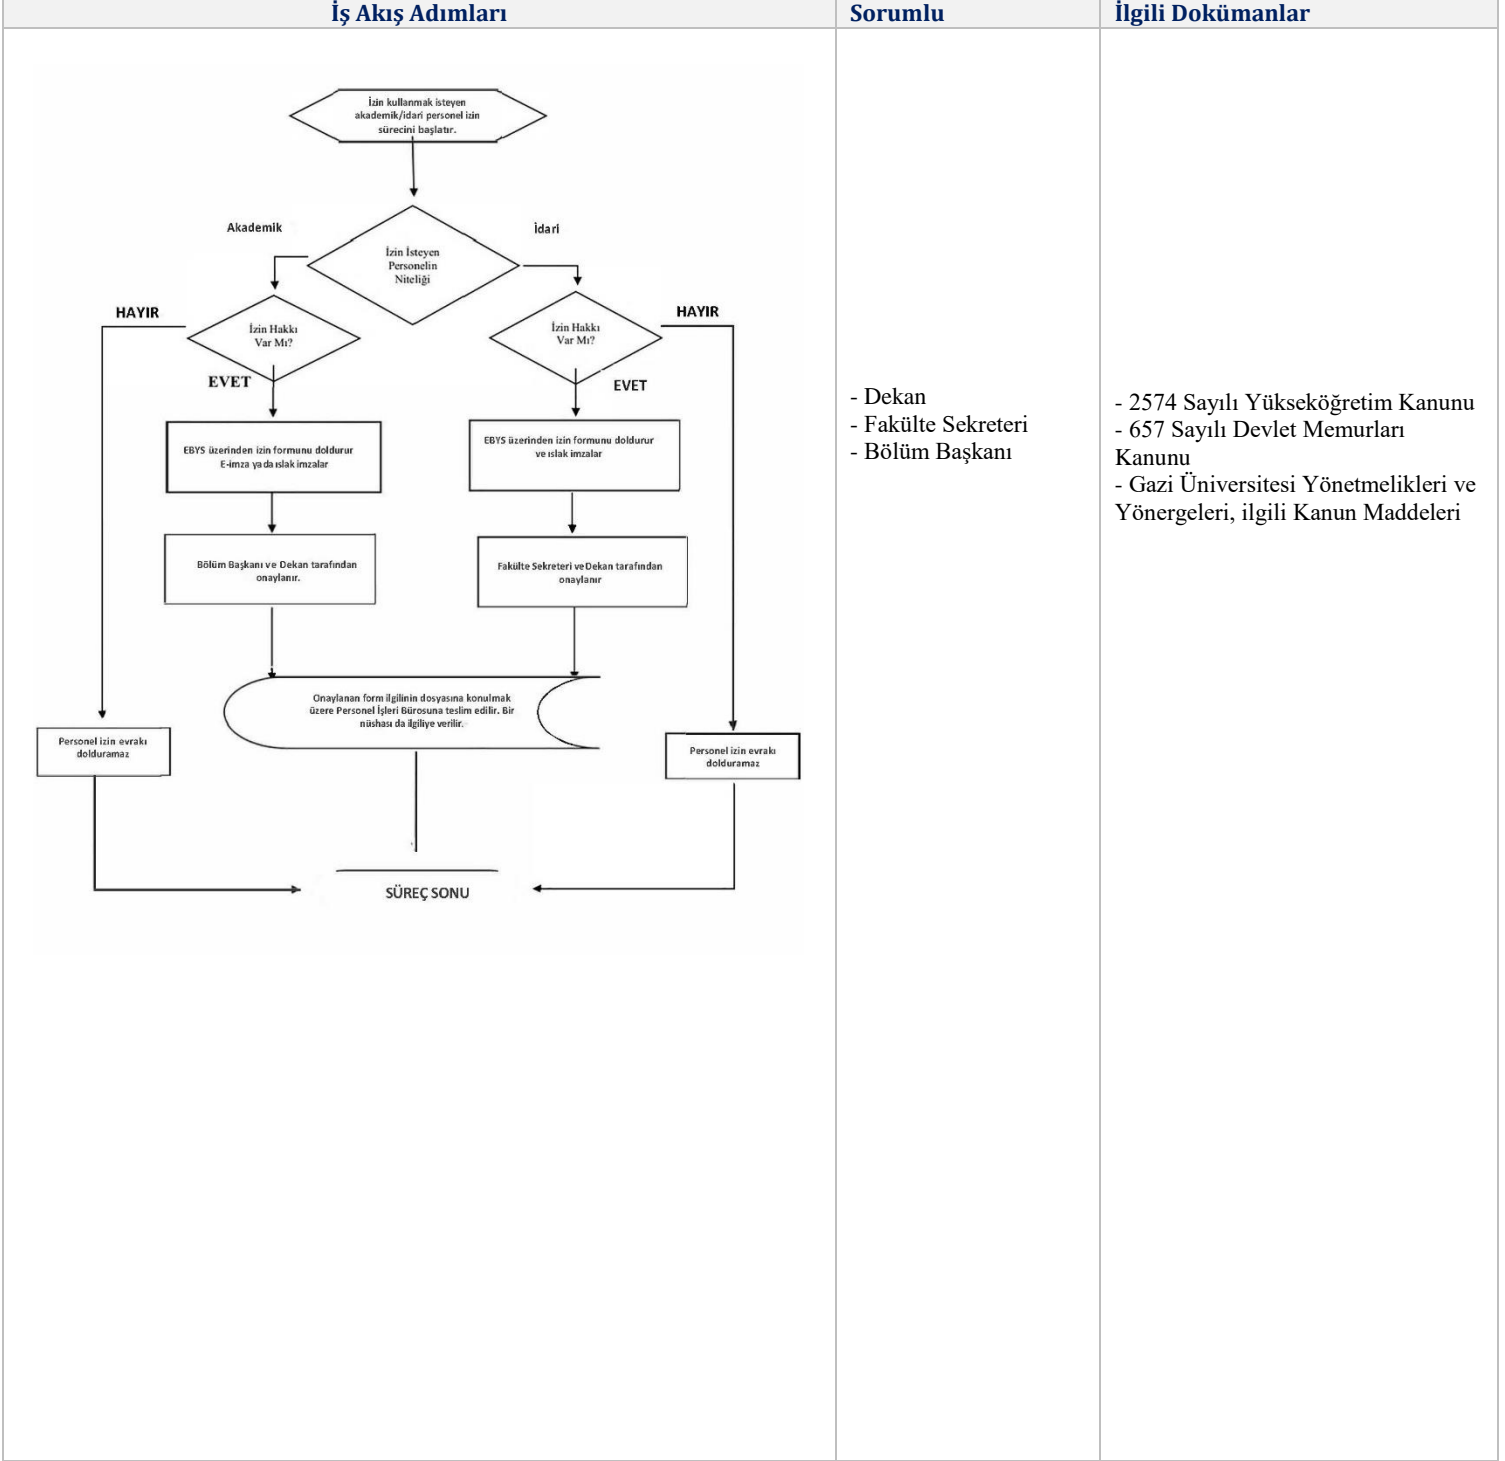 İş Akış Adımları
Sorumlu
İlgili Dokümanlar
İzin kullanmak isteyen
akademik/idari personel izin
sürecini başlatır.
Akademik
İdari
İzin İsteyen
Personelin
Niteliği
HAYIR
HAYIR
İzin Hakkı
Var Mı?
İzin Hakkı
Var Mı?
EVET
EVET
EBYS üzerinden izin formunu doldurur
E-imza ya da ıslak imzalar
EBYS üzerinden izin formunu doldurur
ve ıslak imzalar
Bölüm Başkanı ve Dekan tarafından
onaylanır.
Fakülte Sekreteri ve Dekan tarafından
onaylanır
Onaylanan form ilgilinin dosyasına konulmak
üzere Personel İşleri Bürosuna teslim edilir. Bir
nüshası da ilgiliye verilir.
Personel izin evrakı
dolduramaz
Personel izin evrakı
dolduramaz
SÜREÇ SONU
- Dekan
- Fakülte Sekreteri
- Bölüm Başkanı
- 2574 Sayılı Yükseköğretim Kanunu
- 657 Sayılı Devlet Memurları
Kanunu
- Gazi Üniversitesi Yönetmelikleri ve
Yönergeleri, ilgili Kanun Maddeleri